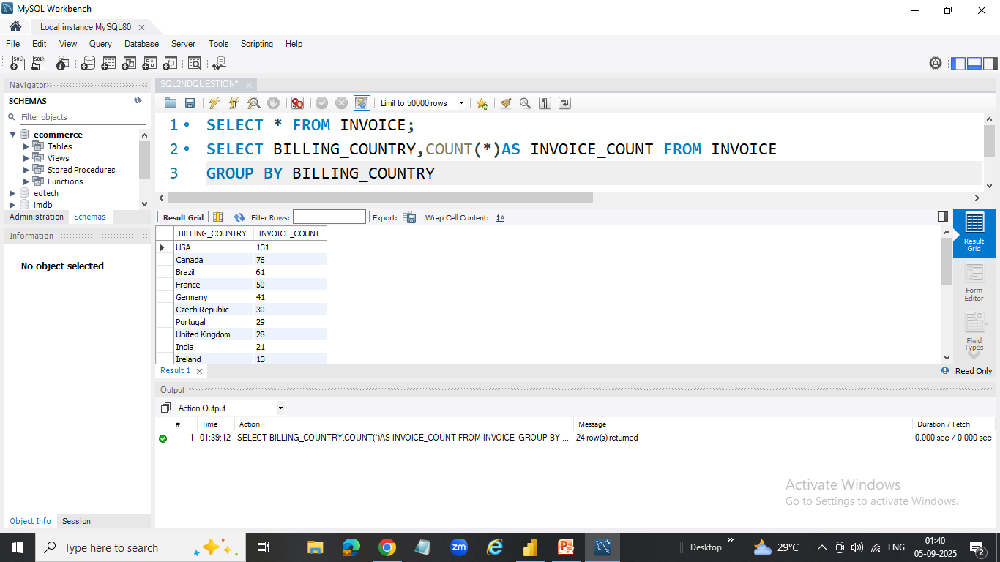 MySQL Workbench
Local instance MySQL80
File Edit View Query Database Server Tools Scripting Help
Navigator
SCHEMAS
Filter objects
ecommerce
Tables
Views
Stored Procedures
Functions
edtech
imdb
Administration Schemas
Information
No object selected
Object Info Session
SQL2NDQUESTION*
Limit to 50000 rows
1 SELECT * FROM INVOICE;
2 SELECT BILLING_COUNTRY,COUNT(*)AS INVOICE_COUNT FROM INVOICE
3 GROUP BY BILLING_COUNTRY
Result Grid Filter Rows: Export: Wrap Cell Content:
BILLING_COUNTRY INVOICE_COUNT
USA 131
Canada 76
Brazil 61
France 50
Germany 41
Czech Republic 30
Portugal 29
United Kingdom 28
India 21
Ireland 13
Result
Grid
Form
Editor
Field
Types
Result 1
Read Only
Output
Action Output
# Time Action Message Duration / Fetch
1 01:39:12 SELECT BILLING_COUNTRY,COUNT(*)AS INVOICE_COUNT FROM INVOICE GROUP BY ... 24 row(s) returned 0.000 sec / 0.000 sec
Activate Windows
Go to Settings to activate Windows.
Type here to search
zm
Desktop
29°C
ENG
01:40
05-09-2025
2